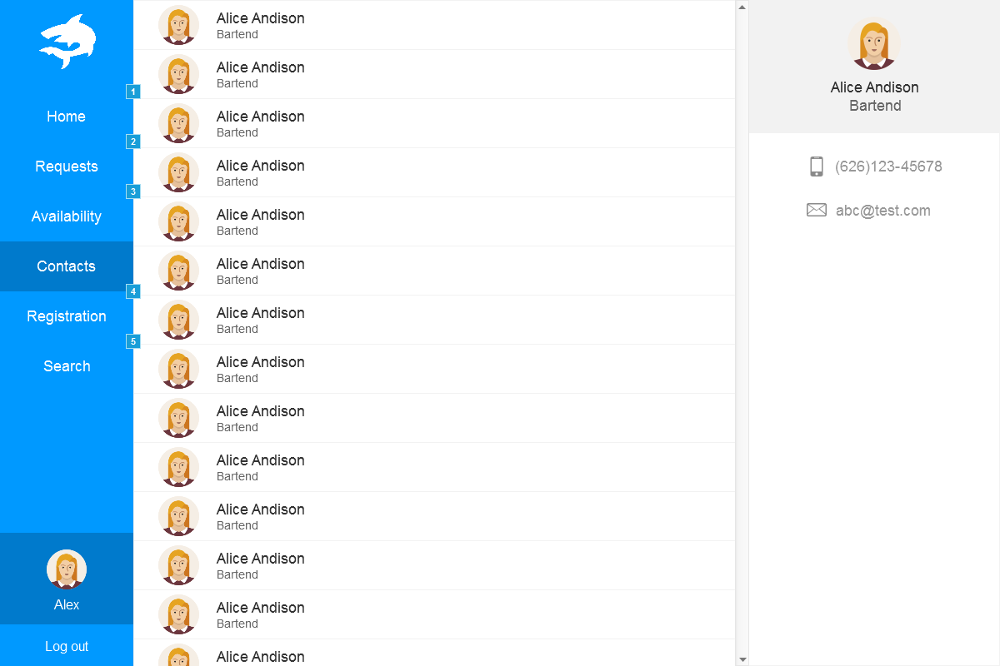 1
Home
2
Requests
3
Availability
Contacts
4
Registration
5
Search
Alex
Log out
Alice Andison
Bartend
Alice Andison
Bartend
Alice Andison
Bartend
Alice Andison
Bartend
Alice Andison
Bartend
Alice Andison
Bartend
Alice Andison
Bartend
Alice Andison
Bartend
Alice Andison
Bartend
Alice Andison
Bartend
Alice Andison
Bartend
Alice Andison
Bartend
Alice Andison
Bartend
Alice Andison
Alice Andison
Bartend
(626)123-45678
abc@test.com